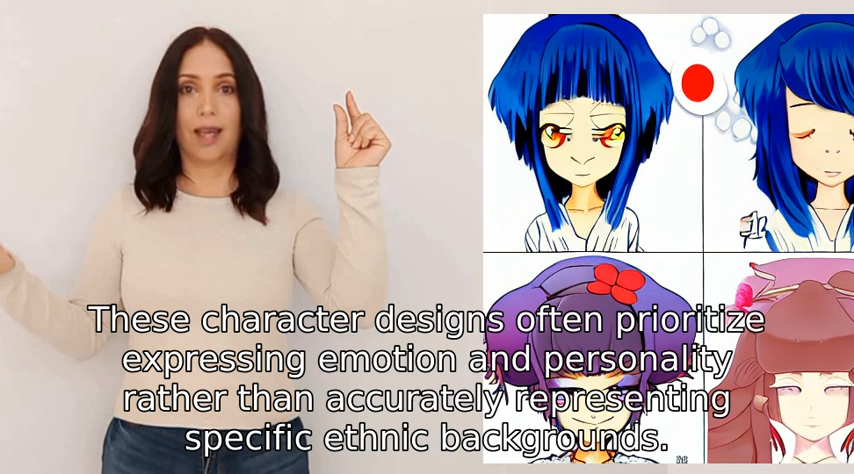 These character designs often prioritize
expressing emotion and personality
rather than accurately representing
specific ethnic backgrounds.